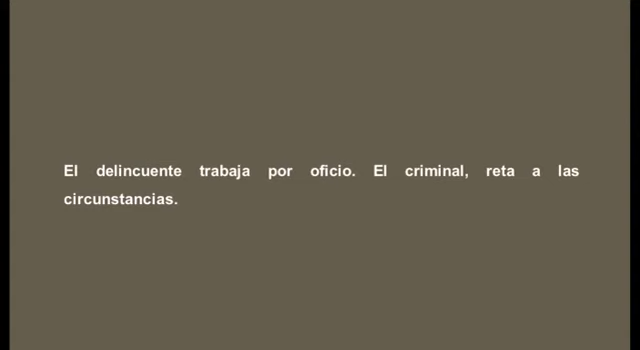 El delincuente trabaja por oficio. El criminal, reta a las
circunstancias.